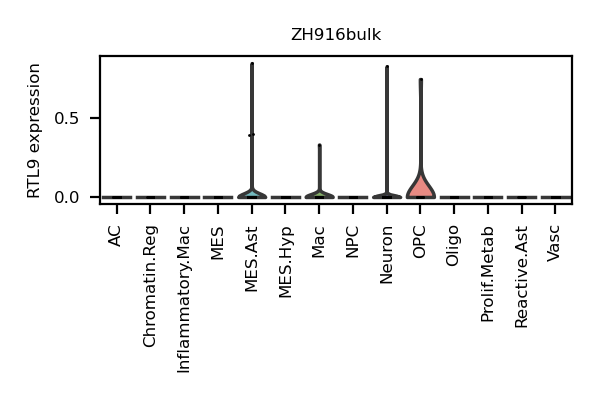 ZH916bulk
RTL9 expression
0.5
0.0
AC
Chromatin.Reg
Inflammatory.Mac
MES
MES.Ast
MES.Hyp
Mac
NPC
Neuron
OPC
Oligo
Prolif.Metab
Reactive.Ast
Vasc